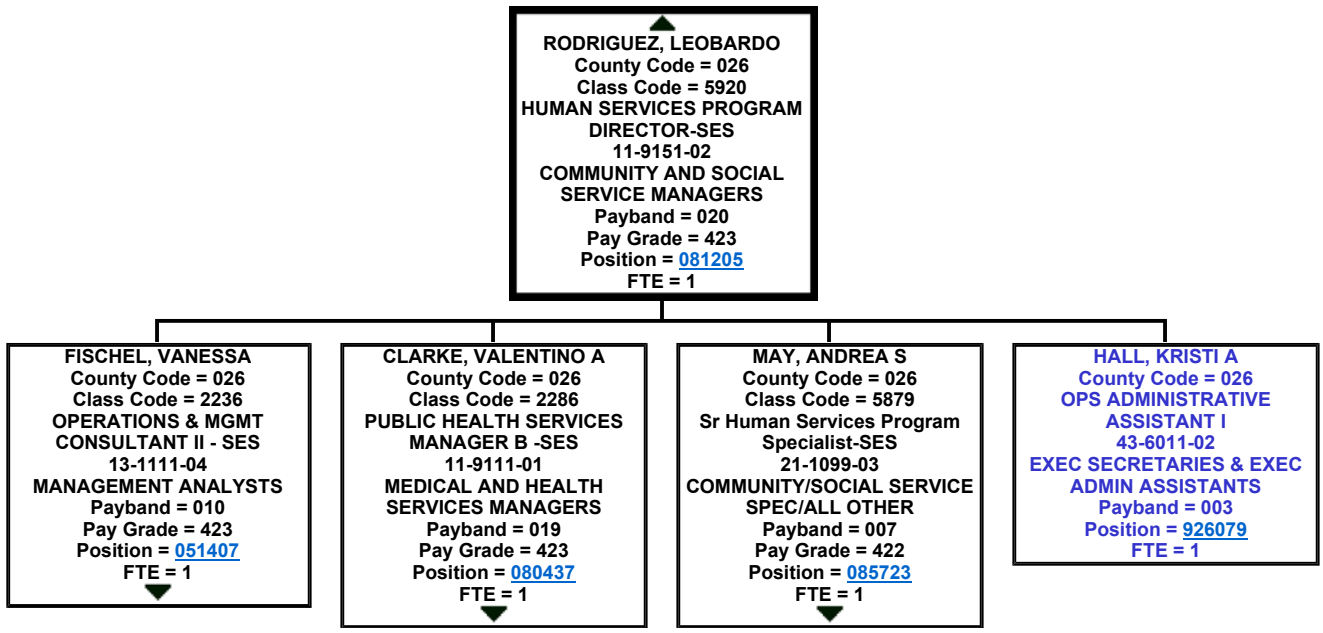 RODRIGUEZ, LEOBARDO
County Code = 026
Class Code = 5920
HUMAN SERVICES PROGRAM
DIRECTOR-SES
11-9151-02
COMMUNITY AND SOCIAL
SERVICE MANAGERS
Payband = 020
Pay Grade = 423
Position = 081205
FTE = 1
FISCHEL, VANESSA
County Code = 026
Class Code = 2236
OPERATIONS & MGMT
CONSULTANT II - SES
13-1111-04
MANAGEMENT ANALYSTS
Payband = 010
Pay Grade = 423
Position = 051407
FTE = 1
CLARKE, VALENTINO A
County Code = 026
Class Code = 2286
PUBLIC HEALTH SERVICES
MANAGER B -SES
11-9111-01
MEDICAL AND HEALTH
SERVICES MANAGERS
Payband = 019
Pay Grade = 423
Position = 080437
FTE = 1
MAY, ANDREA S
County Code = 026
Class Code = 5879
Sr Human Services Program
Specialist-SES
21-1099-03
COMMUNITY/SOCIAL SERVICE
SPEC/ALL OTHER
Payband = 007
Pay Grade = 422
Position = 085723
FTE = 1
HALL, KRISTI A
County Code = 026
OPS ADMINISTRATIVE
ASSISTANT I
43-6011-02
EXEC SECRETARIES & EXEC
ADMIN ASSISTANTS
Payband = 003
Position = 926079
FTE = 1